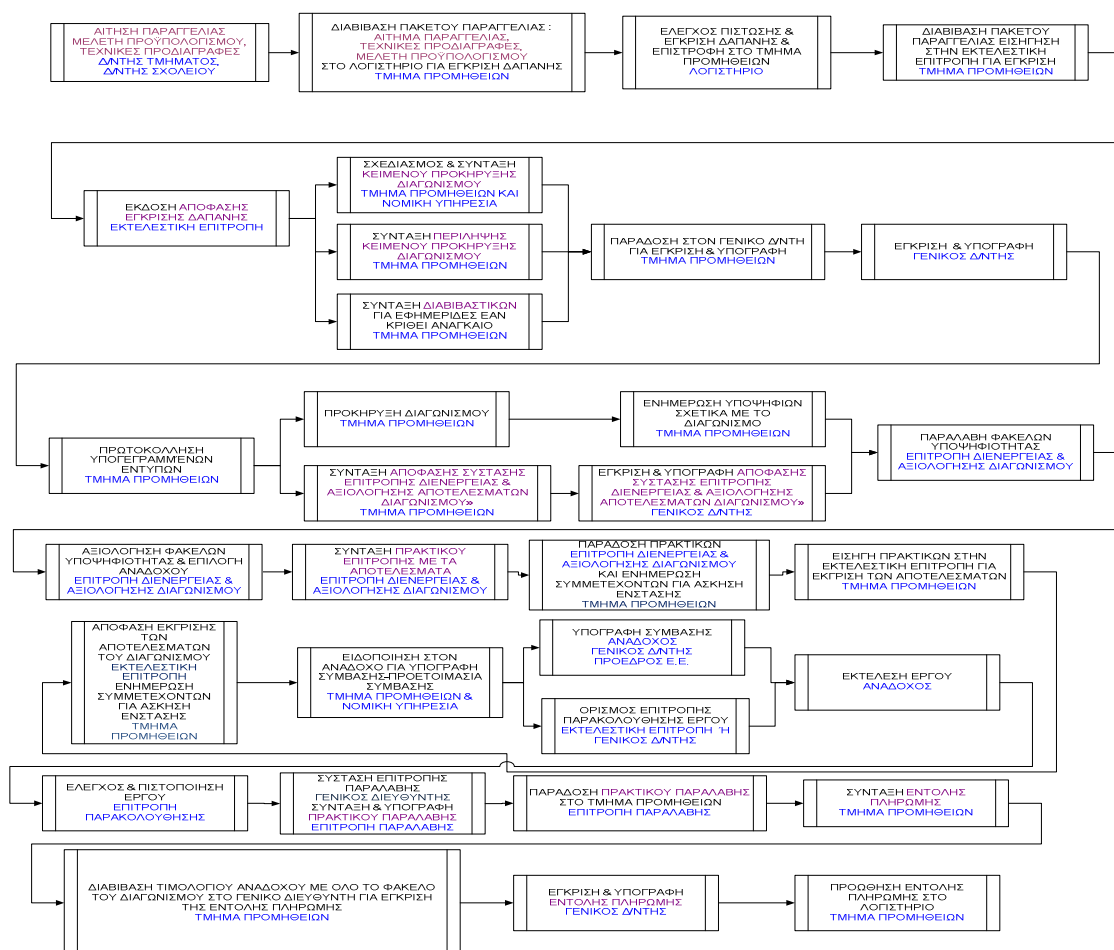 ΑΙΤΗΣΗ ΠΑΡΑΓΓΕΛΙΑΣ
ΜΕΛΕΤΗ ΠΡΟΫΠΟΛΟΓΙΣΜΟΥ,
ΤΕΧΝΙΚΕΣ ΠΡΟΔΙΑΓΡΑΦΕΣ
Δ/ΝΤΗΣ ΤΜΗΜΑΤΟΣ,
Δ/ΝΤΗΣ ΣΧΟΛΕΙΟΥ
ΔΙΑΒΙΒΑΣΗ ΠΑΚΕΤΟΥ ΠΑΡΑΓΓΕΛΙΑΣ :
ΑΙΤΗΜΑ ΠΑΡΑΓΓΕΛΙΑΣ,
ΤΕΧΝΙΚΕΣ ΠΡΟΔΙΑΓΡΑΦΕΣ,
ΜΕΛΕΤΗ ΠΡΟΫΠΟΛΟΓΙΣΜΟΥ
ΣΤΟ ΛΟΓΙΣΤΗΡΙΟ ΓΙΑ ΕΓΚΡΙΣΗ ΔΑΠΑΝΗΣ
ΤΜΗΜΑ ΠΡΟΜΗΘΕΙΩΝ
ΕΛΕΓΧΟΣ ΠΙΣΤΩΣΗΣ &
ΕΓΚΡΙΣΗ ΔΑΠΑΝΗΣ &
ΕΠΙΣΤΡΟΦΗ ΣΤΟ ΤΜΗΜΑ
ΠΡΟΜΗΘΕΙΩΝ
ΛΟΓΙΣΤΗΡΙΟ
ΔΙΑΒΙΒΑΣΗ ΠΑΚΕΤΟΥ
ΠΑΡΑΓΓΕΛΙΑΣ ΕΙΣΗΓΗΣΗ
ΣΤΗΝ ΕΚΤΕΛΕΣΤΙΚΗ
ΕΠΙΤΡΟΠΗ ΓΙΑ ΕΓΚΡΙΣΗ
ΤΜΗΜΑ ΠΡΟΜΗΘΕΙΩΝ
ΕΚΔΟΣΗ ΑΠΟΦΑΣΗΣ
ΕΓΚΡΙΣΗΣ ΔΑΠΑΝΗΣ
ΕΚΤΕΛΕΣΤΙΚΗ ΕΠΙΤΡΟΠΗ
ΣΧΕΔΙΑΣΜΟΣ & ΣΥΝΤΑΞΗ
ΚΕΙΜΕΝΟΥ ΠΡΟΚΗΡΥΞΗΣ
ΔΙΑΓΩΝΙΣΜΟΥ
ΤΜΗΜΑ ΠΡΟΜΗΘΕΙΩΝ ΚΑΙ
ΝΟΜΙΚΗ ΥΠΗΡΕΣΙΑ
ΣΥΝΤΑΞΗ ΠΕΡΙΛΗΨΗΣ
ΚΕΙΜΕΝΟΥ ΠΡΟΚΗΡΥΞΗΣ
ΔΙΑΓΩΝΙΣΜΟΥ
ΤΜΗΜΑ ΠΡΟΜΗΘΕΙΩΝ
ΣΥΝΤΑΞΗ ΔΙΑΒΙΒΑΣΤΙΚΩΝ
ΓΙΑ ΕΦΗΜΕΡΙΔΕΣ ΕΑΝ
ΚΡΙΘΕΙ ΑΝΑΓΚΑΙΟ
ΤΜΗΜΑ ΠΡΟΜΗΘΕΙΩΝ
ΠΑΡΑΔΟΣΗ ΣΤΟΝ ΓΕΝΙΚΟ Δ/ΝΤΗ
ΓΙΑ ΕΓΚΡΙΣΗ & ΥΠΟΓΡΑΦΗ
ΤΜΗΜΑ ΠΡΟΜΗΘΕΙΩΝ
ΕΓΚΡΙΣΗ & ΥΠΟΓΡΑΦΗ
ΓΕΝΙΚΟΣ Δ/ΝΤΗΣ
ΠΡΩΤΟΚΟΛΛΗΣΗ
ΥΠΟΓΕΓΡΑΜΜΈΝΩΝ
ΕΝΤΥΠΩΝ
ΤΜΗΜΑ ΠΡΟΜΗΘΕΙΩΝ
ΠΡΟΚΗΡΥΞΗ ΔΙΑΓΩΝΙΣΜΟΥ
ΤΜΗΜΑ ΠΡΟΜΗΘΕΙΩΝ
ΕΝΗΜΕΡΩΣΗ ΥΠΟΨΗΦΙΩΝ
ΣΧΕΤΙΚΑ ΜΕ ΤΟ
ΔΙΑΓΩΝΙΣΜΟ
ΤΜΗΜΑ ΠΡΟΜΗΘΕΙΩΝ
ΣΥΝΤΑΞΗ ΑΠΟΦΑΣΗΣ ΣΥΣΤΑΣΗΣ
ΕΠΙΤΡΟΠΗΣ ΔΙΕΝΕΡΓΕΙΑΣ &
ΑΞΙΟΛΟΓΗΣΗΣ ΑΠΟΤΕΛΕΣΜΑΤΩΝ
ΔΙΑΓΩΝΙΣΜΟΥ»
ΤΜΗΜΑ ΠΡΟΜΗΘΕΙΩΝ
ΕΓΚΡΙΣΗ & ΥΠΟΓΡΑΦΗ ΑΠΟΦΑΣΗΣ
ΣΥΣΤΑΣΗΣ ΕΠΙΤΡΟΠΗΣ
ΔΙΕΝΕΡΓΕΙΑΣ & ΑΞΙΟΛΟΓΗΣΗΣ
ΑΠΟΤΕΛΕΣΜΑΤΩΝ ΔΙΑΓΩΝΙΣΜΟΥ»
ΓΕΝΙΚΟΣ Δ/ΝΤΗΣ
ΠΑΡΑΛΑΒΗ ΦΑΚΕΛΩΝ
ΥΠΟΨΗΦΙΟΤΗΤΑΣ
ΕΠΙΤΡΟΠΗ ΔΙΕΝΕΡΓΕΙΑΣ
& ΑΞΙΟΛΟΓΗΣΗΣ ΔΙΑΓΩΝΙΣΜΟΥ
ΑΞΙΟΛΟΓΗΣΗ ΦΑΚΕΛΩΝ
ΥΠΟΨΗΦΙΟΤΗΤΑΣ & ΕΠΙΛΟΓΗ
ΑΝΑΔΟΧΟΥ
ΕΠΙΤΡΟΠΗ ΔΙΕΝΕΡΓΕΙΑΣ &
ΑΞΙΟΛΟΓΗΣΗΣ ΔΙΑΓΩΝΙΣΜΟΥ
ΣΥΝΤΑΞΗ ΠΡΑΚΤΙΚΟΥ
ΕΠΙΤΡΟΠΗΣ ΜΕ ΤΑ
ΑΠΟΤΕΛΕΣΜΑΤΑ
ΕΠΙΤΡΟΠΗ ΔΙΕΝΕΡΓΕΙΑΣ &
ΑΞΙΟΛΟΓΗΣΗΣ ΔΙΑΓΩΝΙΣΜΟΥ
ΠΑΡΑΔΟΣΗ ΠΡΑΚΤΙΚΩΝ
ΕΠΙΤΡΟΠΗ ΔΙΕΝΕΡΓΕΙΑΣ &
ΑΞΙΟΛΟΓΗΣΗΣ ΔΙΑΓΩΝΙΣΜΟΥ
ΚΑΙ ΕΝΗΜΕΡΩΣΗ
ΣΥΜΜΕΤΕΧΟΝΤΩΝ ΓΙΑ ΑΣΚΗΣΗ
ΕΝΣΤΑΣΗΣ
ΤΜΗΜΑ ΠΡΟΜΗΘΕΙΩΝ
ΕΙΣΗΓΗ ΠΡΑΚΤΙΚΩΝ ΣΤΗΝ
ΕΚΤΕΛΕΣΤΙΚΗ ΕΠΙΤΡΟΠΗ ΓΙΑ
ΕΚΓΡΙΣΗ ΤΩΝ ΑΠΟΤΕΛΕΣΜΑΤΩΝ
ΤΜΗΜΑ ΠΡΟΜΗΘΕΙΩΝ
ΑΠΟΦΑΣΗ ΕΚΓΡΙΣΗΣ
ΤΩΝ
ΑΠΟΤΕΛΕΣΜΑΤΩΝ
ΤΟΥ ΔΙΑΓΩΝΙΣΜΟΥ
ΕΚΤΕΛΕΣΤΙΚΗ
ΕΠΙΤΡΟΠΗ
ΕΝΗΜΕΡΩΣΗ
ΣΥΜΜΕΤΕΧΟΝΤΩΝ
ΓΙΑ ΑΣΚΗΣΗ
ΕΝΣΤΑΣΗΣ
ΤΜΗΜΑ
ΠΡΟΜΗΘΕΙΩΝ
ΕΙΔΟΠΟΙΗΣΗ ΣΤΟΝ
ΑΝΑΔΟΧΟ ΓΙΑ ΥΠΟΓΡΑΦΗ
ΣΥΜΒΑΣΗΣ-ΠΡΟΕΤΟΙΜΑΣΙΑ
ΣΥΜΒΑΣΗΣ
ΤΜΗΜΑ ΠΡΟΜΗΘΕΙΩΝ &
ΝΟΜΙΚΗ ΥΠΗΡΕΣΙΑ
ΥΠΟΓΡΑΦΗ ΣΥΜΒΑΣΗΣ
ΑΝΑΔΟΧΟΣ
ΓΕΝΙΚΟΣ Δ/ΝΤΗΣ
ΠΡΟΕΔΡΟΣ Ε.Ε.
ΟΡΙΣΜΟΣ ΕΠΙΤΡΟΠΗΣ
ΠΑΡΑΚΟΛΟΥΘΗΣΗΣ ΕΡΓΟΥ
ΕΚΤΕΛΕΣΤΙΚΗ ΕΠΙΤΡΟΠΗ Ή
ΓΕΝΙΚΟΣ Δ/ΝΤΗΣ
ΕΚΤΕΛΕΣΗ ΕΡΓΟΥ
ΑΝΑΔΟΧΟΣ
ΕΛΕΓΧΟΣ & ΠΙΣΤΟΠΟΙΗΣΗ
ΕΡΓΟΥ
ΕΠΙΤΡΟΠΗ
ΠΑΡΑΚΟΛΟΥΘΗΣΗΣ
ΣΥΣΤΑΣΗ ΕΠΙΤΡΟΠΗΣ
ΠΑΡΑΛΑΒΗΣ
ΓΕΝΙΚΟΣ ΔΙΕΥΘΥΝΤΗΣ
ΣΥΝΤΑΞΗ & ΥΠΟΓΡΑΦΗ
ΠΡΑΚΤΙΚΟΥ ΠΑΡΑΛΑΒΗΣ
ΕΠΙΤΡΟΠΗ ΠΑΡΑΛΑΒΗΣ
ΠΑΡΑΔΟΣΗ ΠΡΑΚΤΙΚΟΥ ΠΑΡΑΛΑΒΗΣ
ΣΤΟ ΤΜΗΜΑ ΠΡΟΜΗΘΕΙΩΝ
ΕΠΙΤΡΟΠΗ ΠΑΡΑΛΑΒΗΣ
ΣΥΝΤΑΞΗ ΕΝΤΟΛΗΣ
ΠΛΗΡΩΜΗΣ
ΤΜΗΜΑ ΠΡΟΜΗΘΕΙΩΝ
ΔΙΑΒΙΒΑΣΗ ΤΙΜΟΛΟΓΙΟΥ ΑΝΑΔΟΧΟΥ ΜΕ ΟΛΟ ΤΟ ΦΑΚΕΛΟ
ΤΟΥ ΔΙΑΓΩΝΙΣΜΟΥ ΣΤΟ ΓΕΝΙΚΟ ΔΙΕΥΘΥΝΤΗ ΓΙΑ ΕΓΚΡΙΣΗ
ΤΗΣ ΕΝΤΟΛΗΣ ΠΛΗΡΩΜΗΣ
ΤΜΗΜΑ ΠΡΟΜΗΘΕΙΩΝ
ΕΓΚΡΙΣΗ & ΥΠΟΓΡΑΦΗ
ΕΝΤΟΛΗΣ ΠΛΗΡΩΜΗΣ
ΓΕΝΙΚΟΣ Δ/ΝΤΗΣ
ΠΡΟΩΘΗΣΗ ΕΝΤΟΛΗΣ
ΠΛΗΡΩΜΗΣ ΣΤΟ
ΛΟΓΙΣΤΗΡΙΟ
ΤΜΗΜΑ ΠΡΟΜΗΘΕΙΩΝ